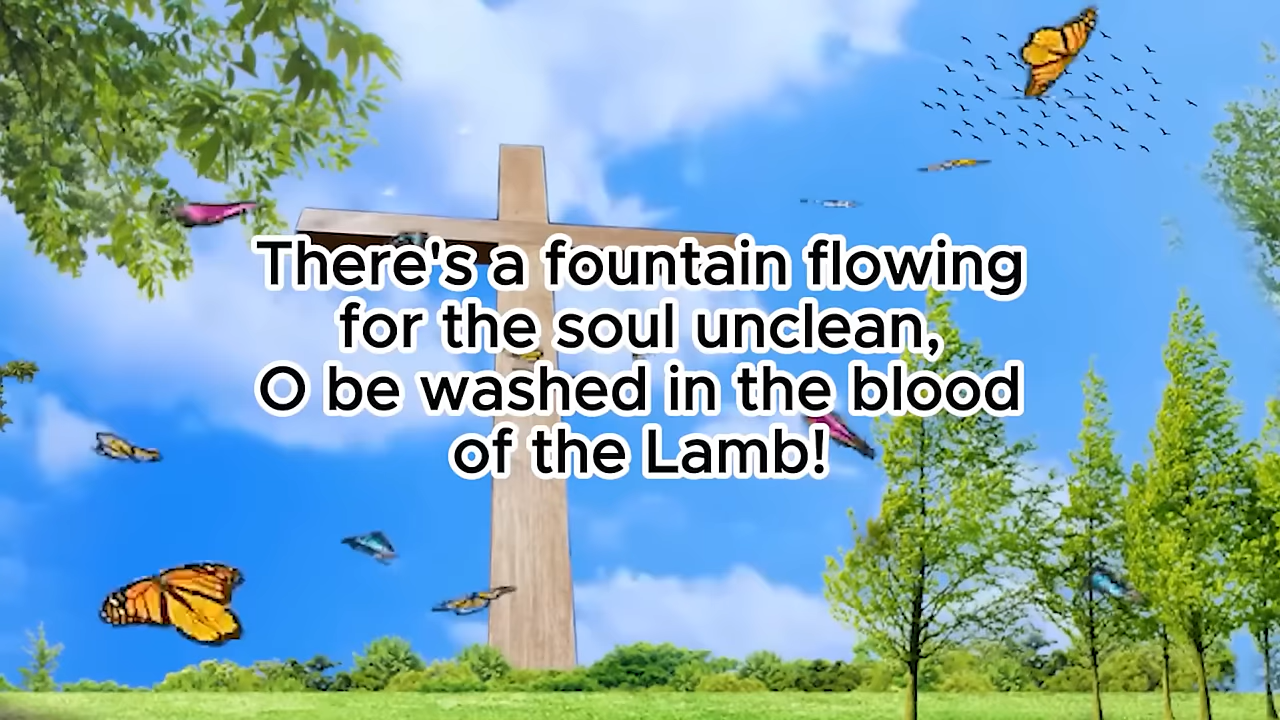 There's a fountain flowing
for the soul unclean,
O be washed in the blood
of the Lamb!